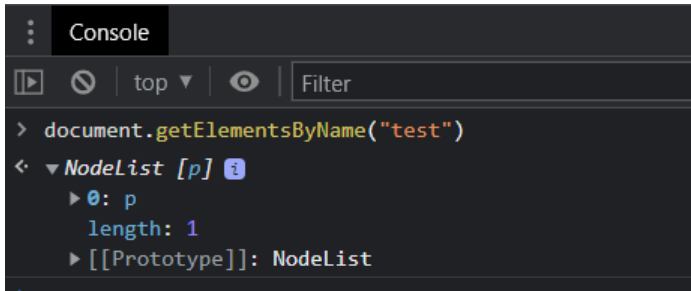 Console
top ▼ Filter
> document.getElementsByName("test")
<· ▼ NodeList [p] i
▶ 0: p
length: 1
▶ [[Prototype]]: NodeList